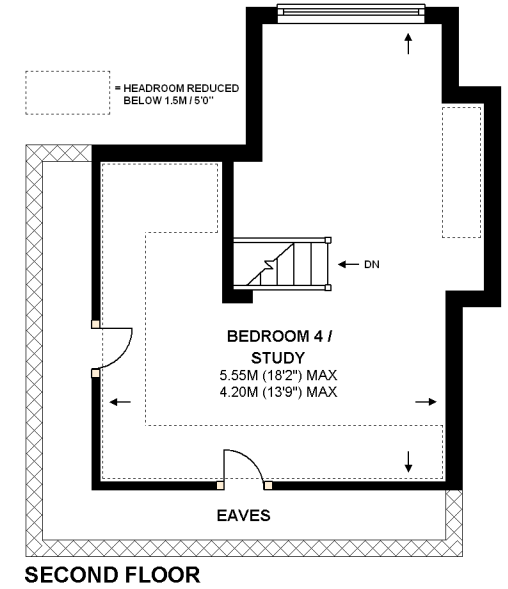 = HEADROOM REDUCED
BELOW 1.5M / 5'0"
DN
BEDROOM 4 /
STUDY
5.55M (18'2") MAX
4.20M (13'9") MAX
EAVES
SECOND FLOOR